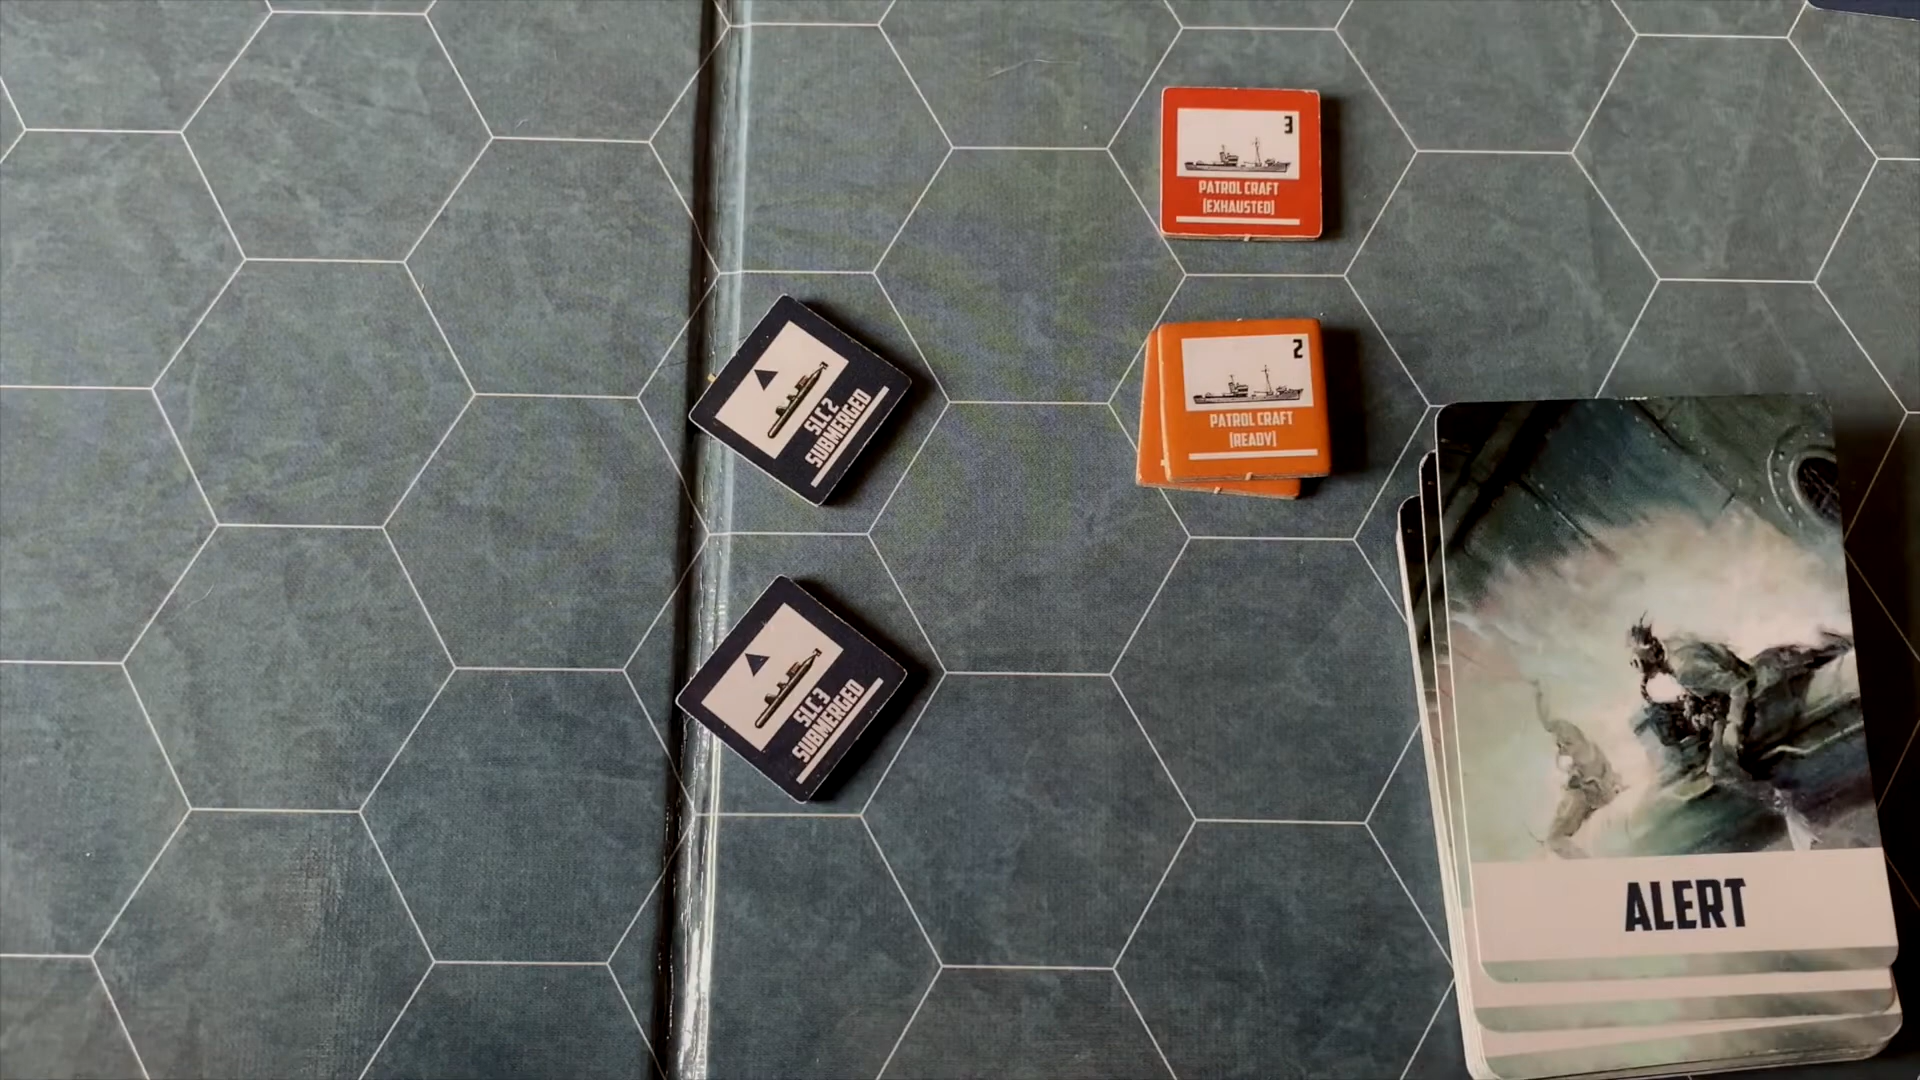 3
PATROL CRAFT
[EXHAUSTED]
2
PATROL CRAFT
[READY]
SLC 2
SUBMERGED
SLC 3
SUBMERGED
ALERT